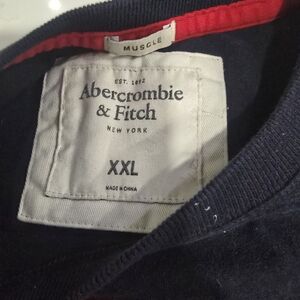 MUSCLE
EST. 1892
Abercrombie
& Fitch
NEW YORK
XXL
MADE IN CHINA